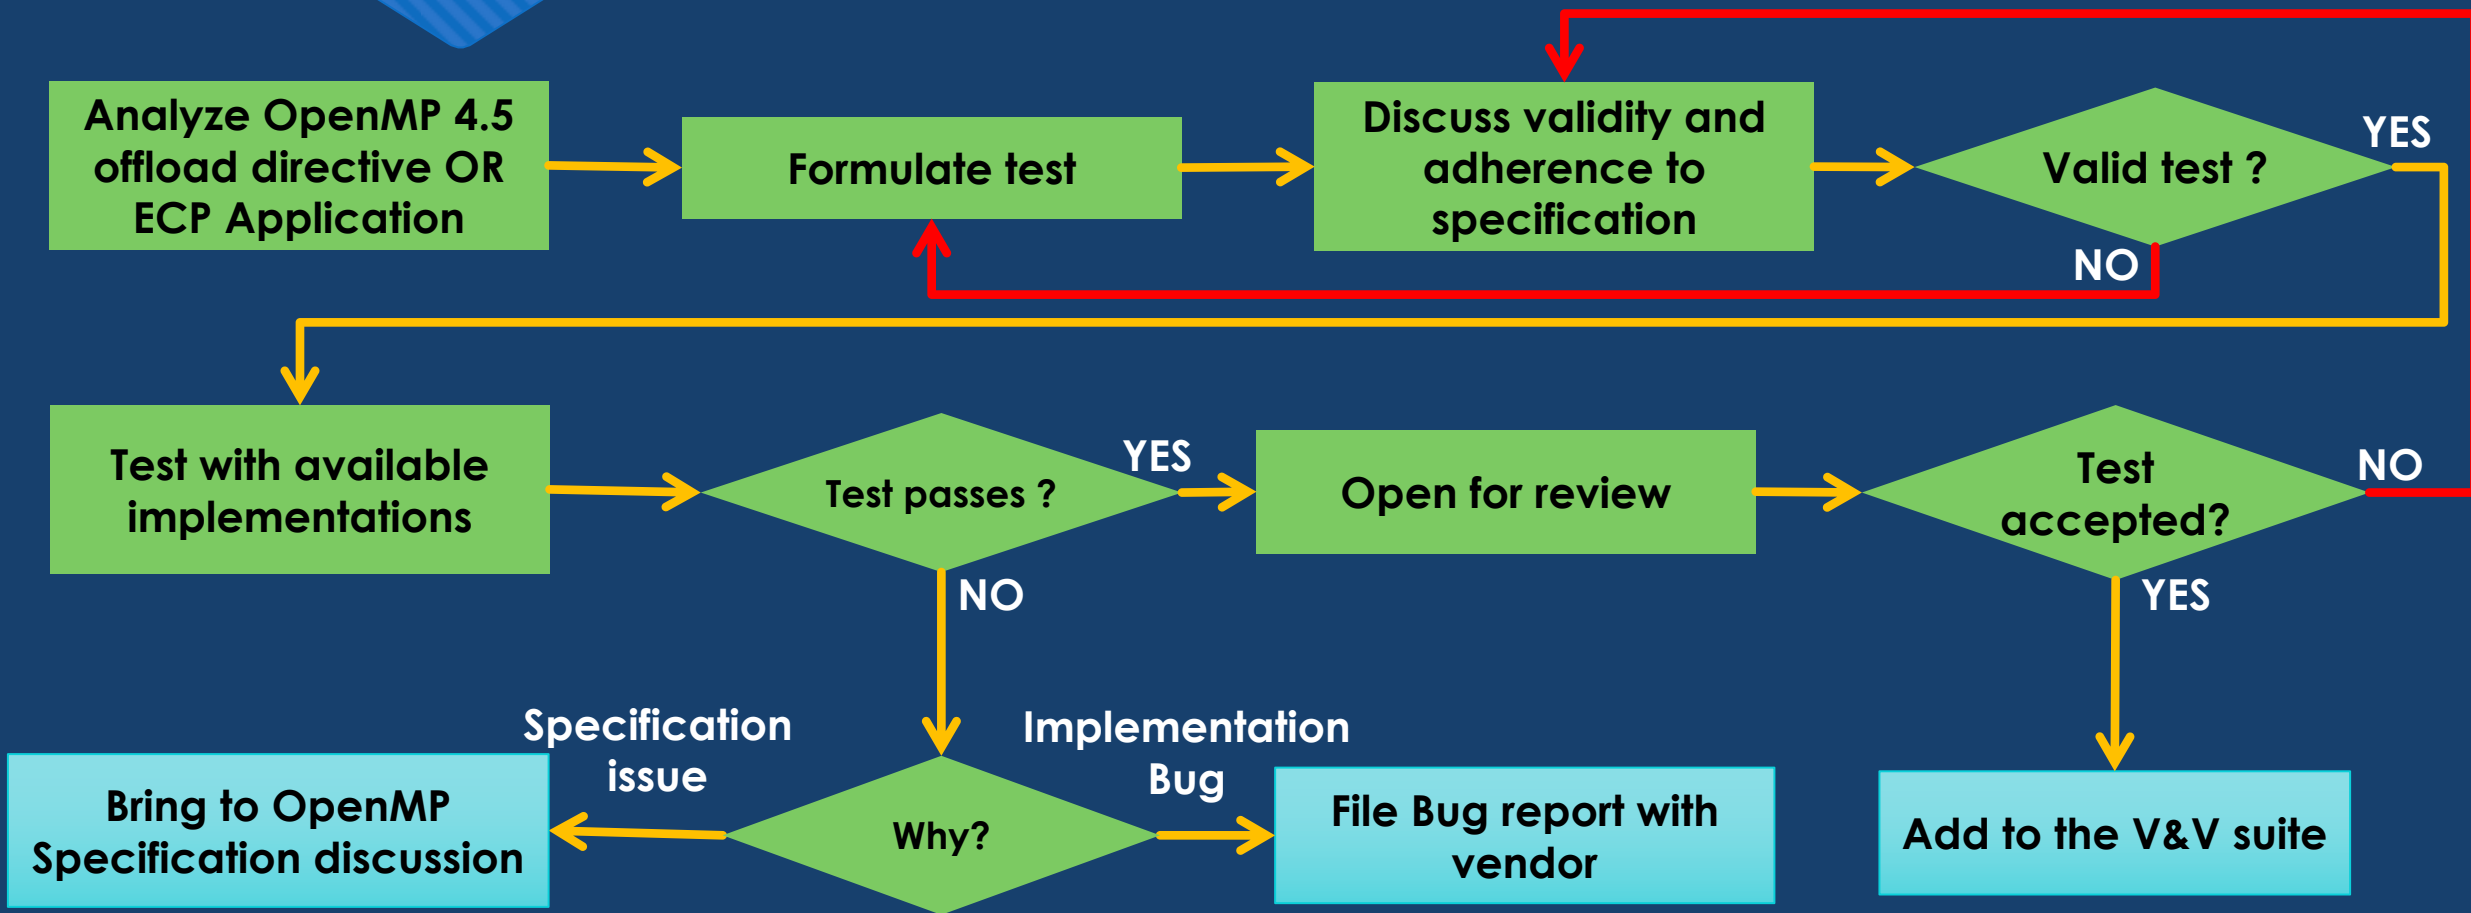 Analyze OpenMP 4.5
offload directive OR
ECP Application
Formulate test
Discuss validity and
adherence to
specification
Valid test ?
YES
NO
Test with available
implementations
Test passes ?
YES
NO
Open for review
Test
accepted?
NO
YES
Why?
Specification
issue
Implementation
Bug
Bring to OpenMP
Specification discussion
File Bug report with
vendor
Add to the V&V suite